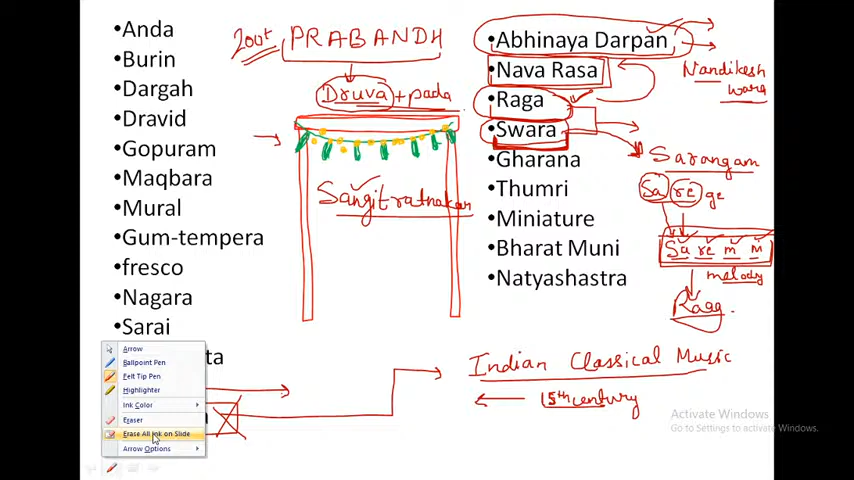 •Anda
•Burin
•Dargah
•Dravid
•Gopuram
•Maqbara
•Mural
•Gum-tempera
•fresco
•Nagara
•Sarai
ta
200+ PRABANDH
Druva + pada
Sangitratnakar
•Abhinaya Darpan
•Nava Rasa
•Raga
•Swara
•Gharana
•Thumri
•Miniature
•Bharat Muni
•Natyashastra
Nandikesh
wara
Sarangam
Sa re ge
Sa re m m
melody
Raag.
Indian Classical Music
15th century
Arrow
Ballpoint Pen
Felt Tip Pen
Highlighter
Ink Color
Eraser
Erase All Ink on Slide
Arrow Options
Activate Windows
Go to Settings to activate Windows.